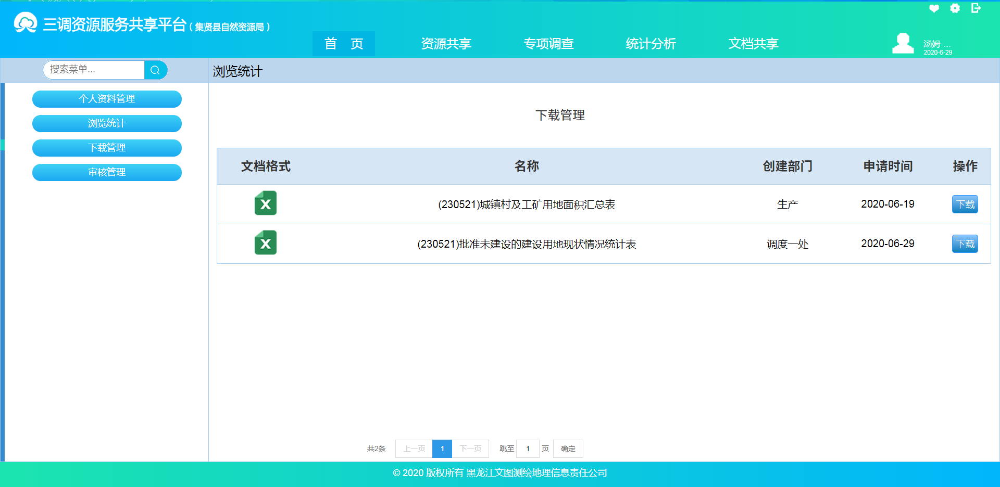 三调资源服务共享平台（集贤县自然资源局）
首 页 资源共享 专项调查 统计分析 文档共享
汤姆·...
2020-6-29
搜索菜单...
浏览统计
个人资料管理
浏览统计
下载管理
审核管理
下载管理
文档格式 名称 创建部门 申请时间 操作
(230521)城镇村及工矿用地面积汇总表 生产 2020-06-19 下载
(230521)批准未建设的建设用地现状情况统计表 调度一处 2020-06-29 下载
共2条 上一页 1 下一页 跳至 1 页 确定
© 2020 版权所有 黑龙江文图测绘地理信息责任公司